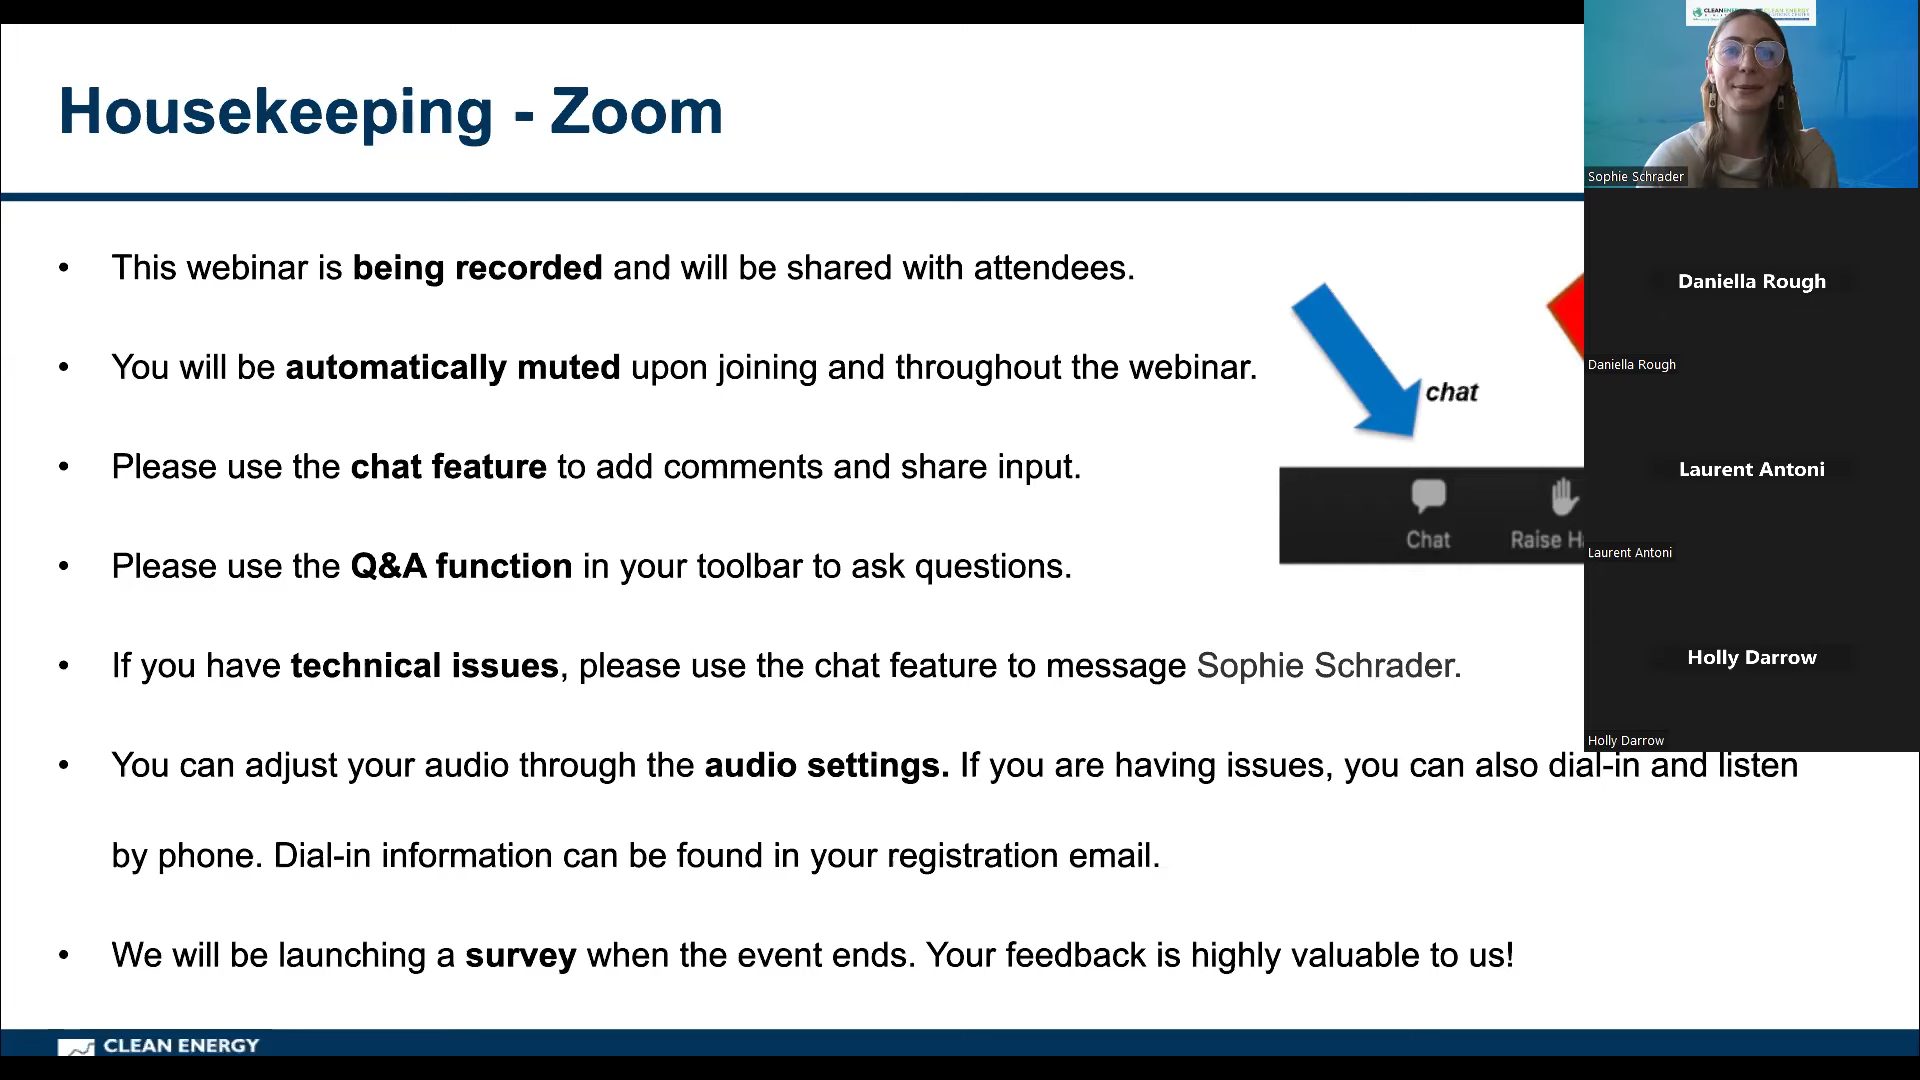 Housekeeping - Zoom
This webinar is being recorded and will be shared with attendees.
You will be automatically muted upon joining and throughout the webinar.
Please use the chat feature to add comments and share input.
Please use the Q&A function in your toolbar to ask questions.
If you have technical issues, please use the chat feature to message Sophie Schrader.
You can adjust your audio through the audio settings. If you are having issues, you can also dial-in and listen
by phone. Dial-in information can be found in your registration email.
We will be launching a survey when the event ends. Your feedback is highly valuable to us!
chat
Chat
Raise
CLEAN ENERGY
Sophie Schrader
Daniella Rough
Daniella Rough
Laurent Antoni
Laurent Antoni
Holly Darrow
Holly Darrow